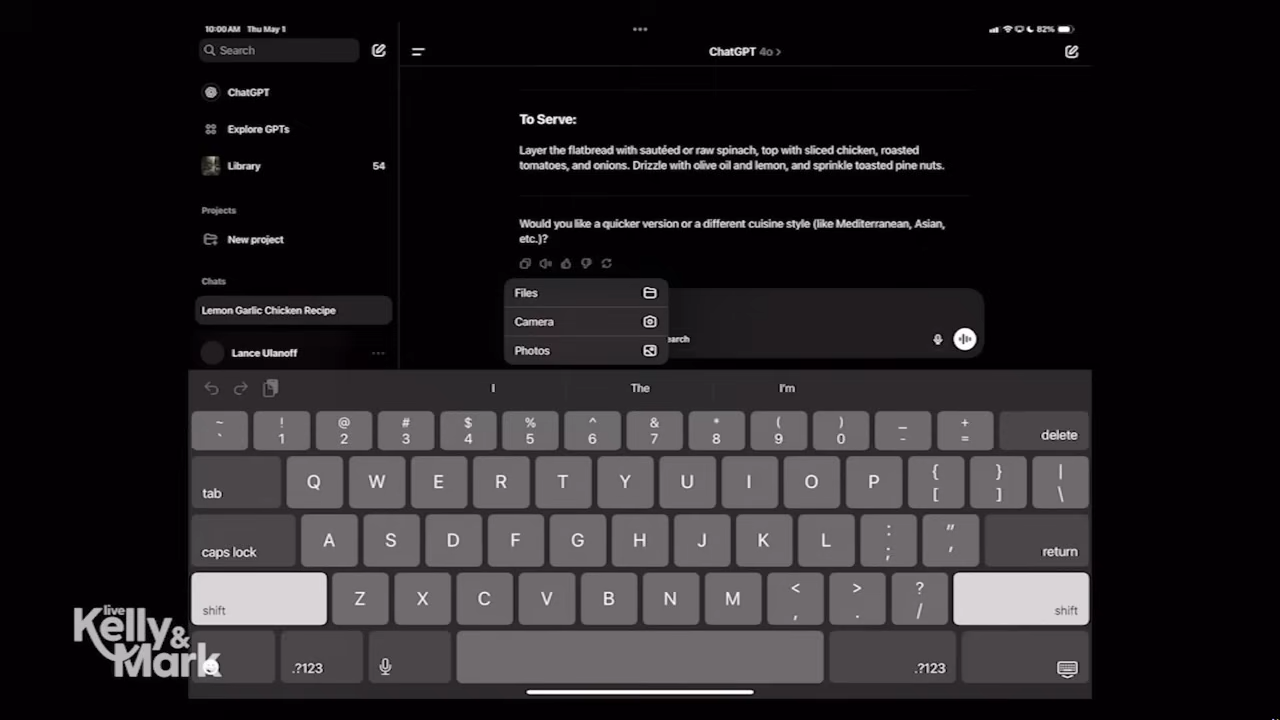 10:00 AM Thu May 1
82%
Search
ChatGPT
Explore GPTs
Library 54
Projects
New project
Chats
Lemon Garlic Chicken Recipe
Lance Ulanoff
ChatGPT 4o >
To Serve:
Layer the flatbread with sautéed or raw spinach, top with sliced chicken, roasted
tomatoes, and onions. Drizzle with olive oil and lemon, and sprinkle toasted pine nuts.
Would you like a quicker version or a different cuisine style (like Mediterranean, Asian,
etc.)?
Files
Camera
Photos
earch
I The I'm
~ ! @ # $ % ^ & * ( ) _ +
` 1 2 3 4 5 6 7 8 9 0 - = delete
tab Q W E R T Y U I O P { [ } ] | \
caps lock A S D F G H J K L : ; " ' return
shift Z X C V B N M < , > . ? / shift
.?123 .?123
live
Kelly&
Mark